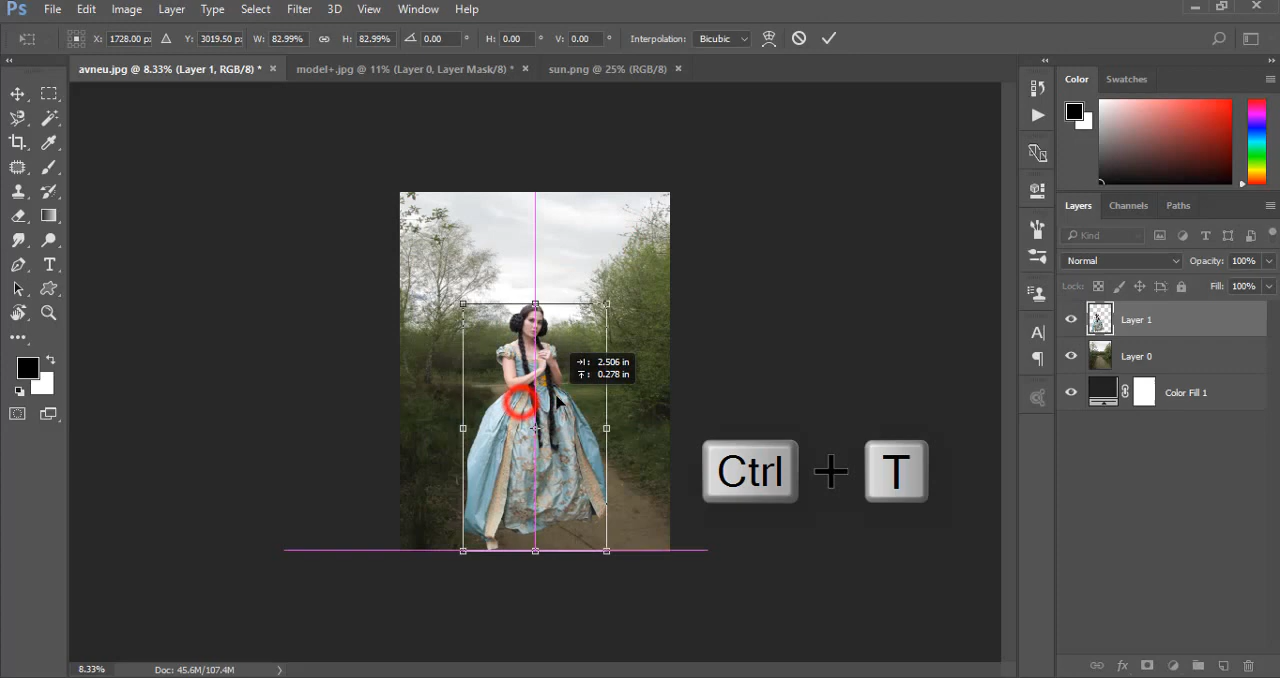 Ps File Edit Image Layer Type Select Filter 3D View Window Help
X: 1728.00 px Y: 3019.50 px W: 82.99% H: 82.99% 0.00 ° H: 0.00 ° V: 0.00 ° Interpolation: Bicubic
avneu.jpg @ 8.33% (Layer 1, RGB/8) * × model+.jpg @ 11% (Layer 0, Layer Mask/8) * × sun.png @ 25% (RGB/8) ×
Color Swatches
Layers Channels Paths
Kind
Normal Opacity: 100%
Lock: Fill: 100%
Layer 1
Layer 0
Color Fill 1
2.506 in
0.278 in
Ctrl + T
8.33% Doc: 45.6M/107.4M